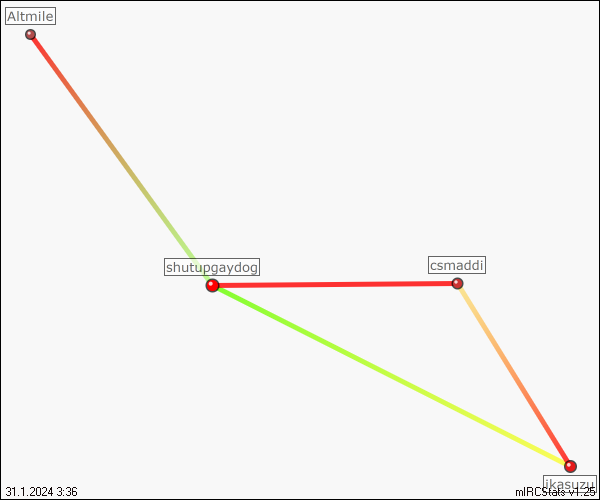 Altmile
shutupgaydog
csmaddi
ikasuzu
31.1.2024 3:36
mIRCStats v1.25